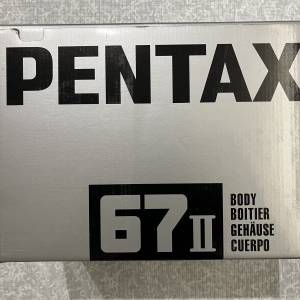 PENTAX
67II
BODY
BOITIER
GEHÄUSE
CUERPO